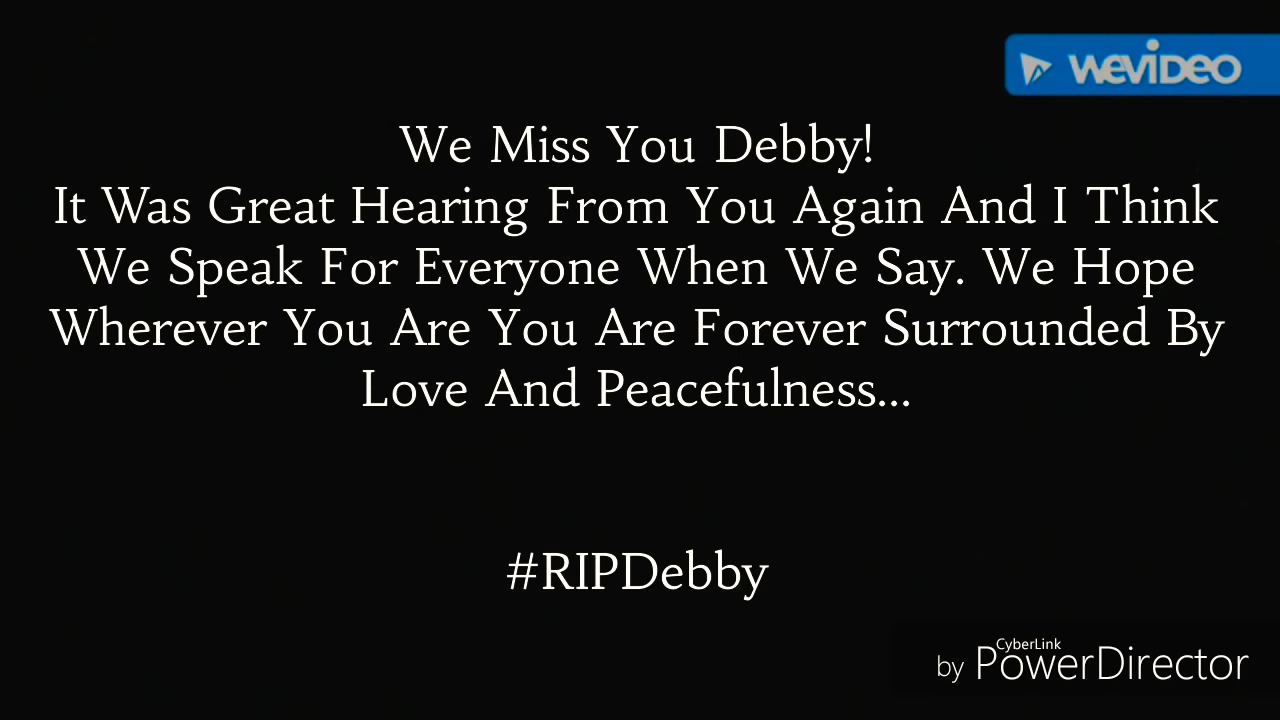 WEVIDEO
We Miss You Debby!
It Was Great Hearing From You Again And I Think
We Speak For Everyone When We Say. We Hope
Wherever You Are You Are Forever Surrounded By
Love And Peacefulness...
#RIPDebby
CyberLink
by PowerDirector